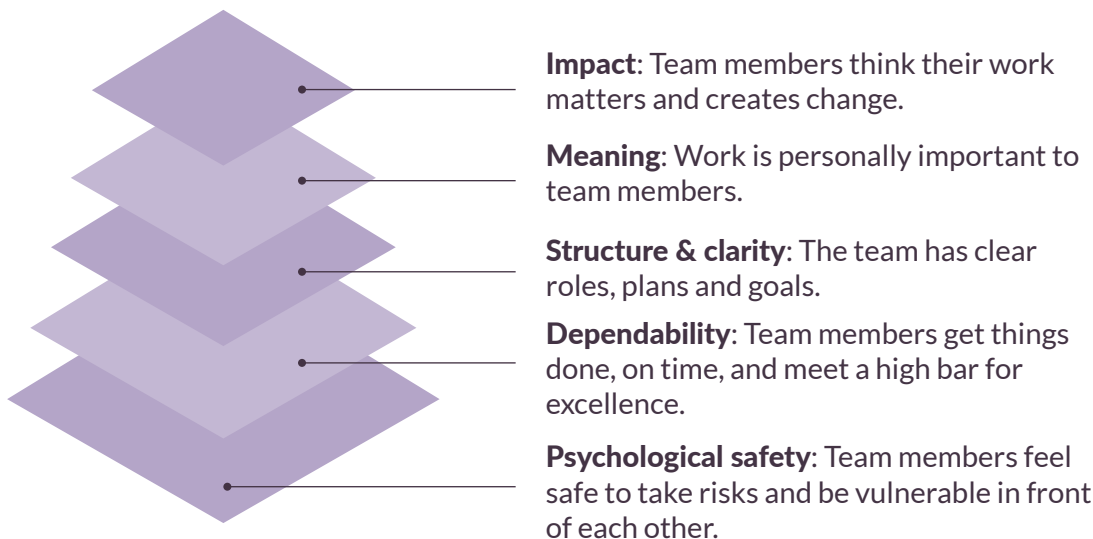 Impact: Team members think their work
matters and creates change.
Meaning: Work is personally important to
team members.
Structure & clarity: The team has clear
roles, plans and goals.
Dependability: Team members get things
done, on time, and meet a high bar for
excellence.
Psychological safety: Team members feel
safe to take risks and be vulnerable in front
of each other.